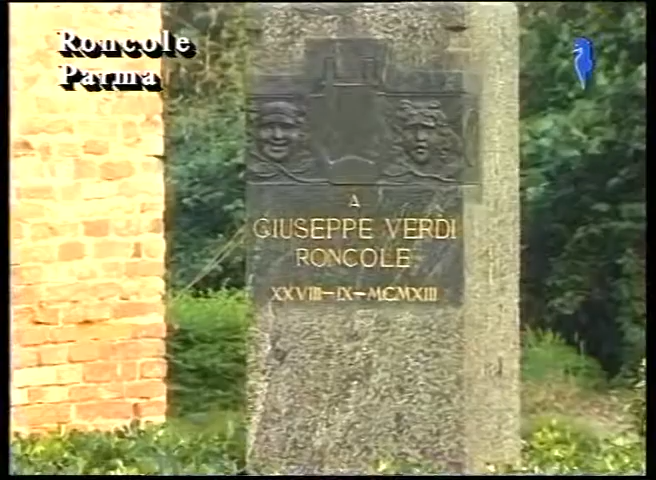 Roncole
Parma
A
GIUSEPPE VERDI
RONCOLE
XXVIII-IX-MCMXIII